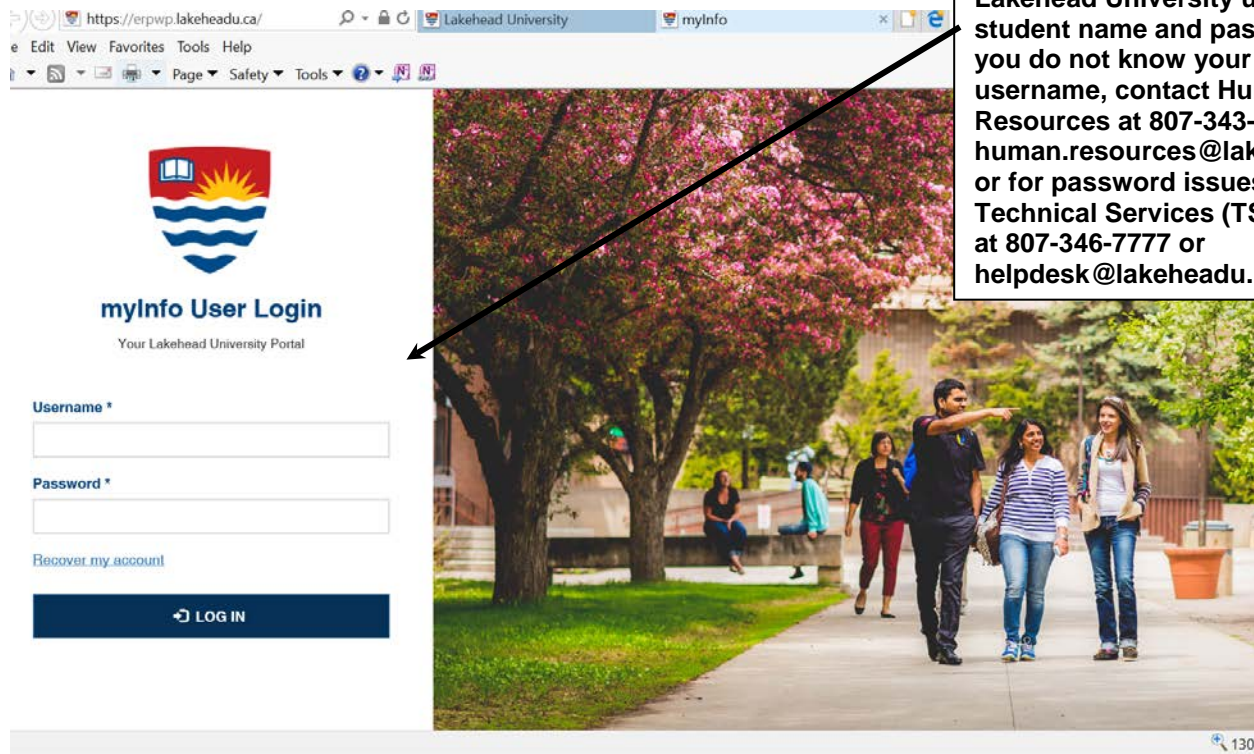 https://erpwp.lakeheadu.ca/
Lakehead University
myInfo
Edit View Favorites Tools Help
Page Safety Tools
Lakehead University
student name and pas
you do not know your
username, contact Hu
Resources at 807-343-
human.resources@lak
or for password issues
Technical Services (TS
at 807-346-7777 or
helpdesk@lakeheadu.
myInfo User Login
Your Lakehead University Portal
Username *
Password *
Recover my account
LOG IN
130